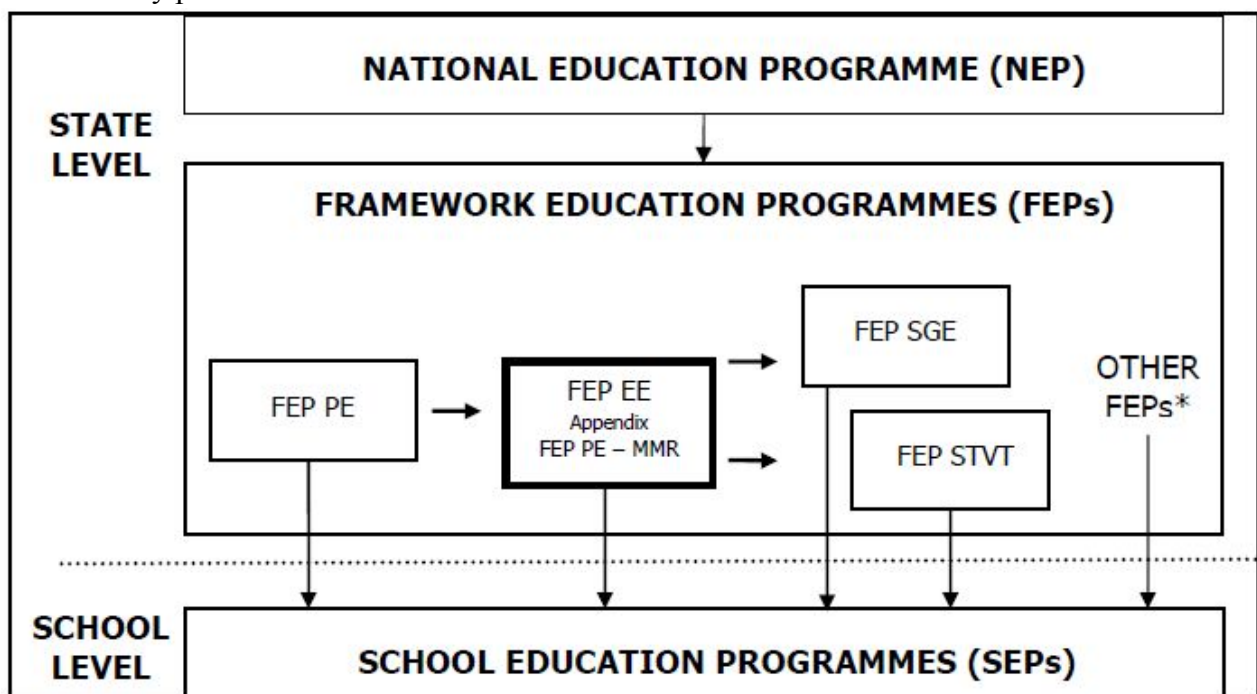 NATIONAL EDUCATION PROGRAMME (NEP)
STATE
LEVEL
FRAMEWORK EDUCATION PROGRAMMES (FEPs)
FEP PE
FEP EE
Appendix
FEP PE – MMR
FEP SGE
FEP STVT
OTHER
FEPs*
SCHOOL
LEVEL
SCHOOL EDUCATION PROGRAMMES (SEPs)